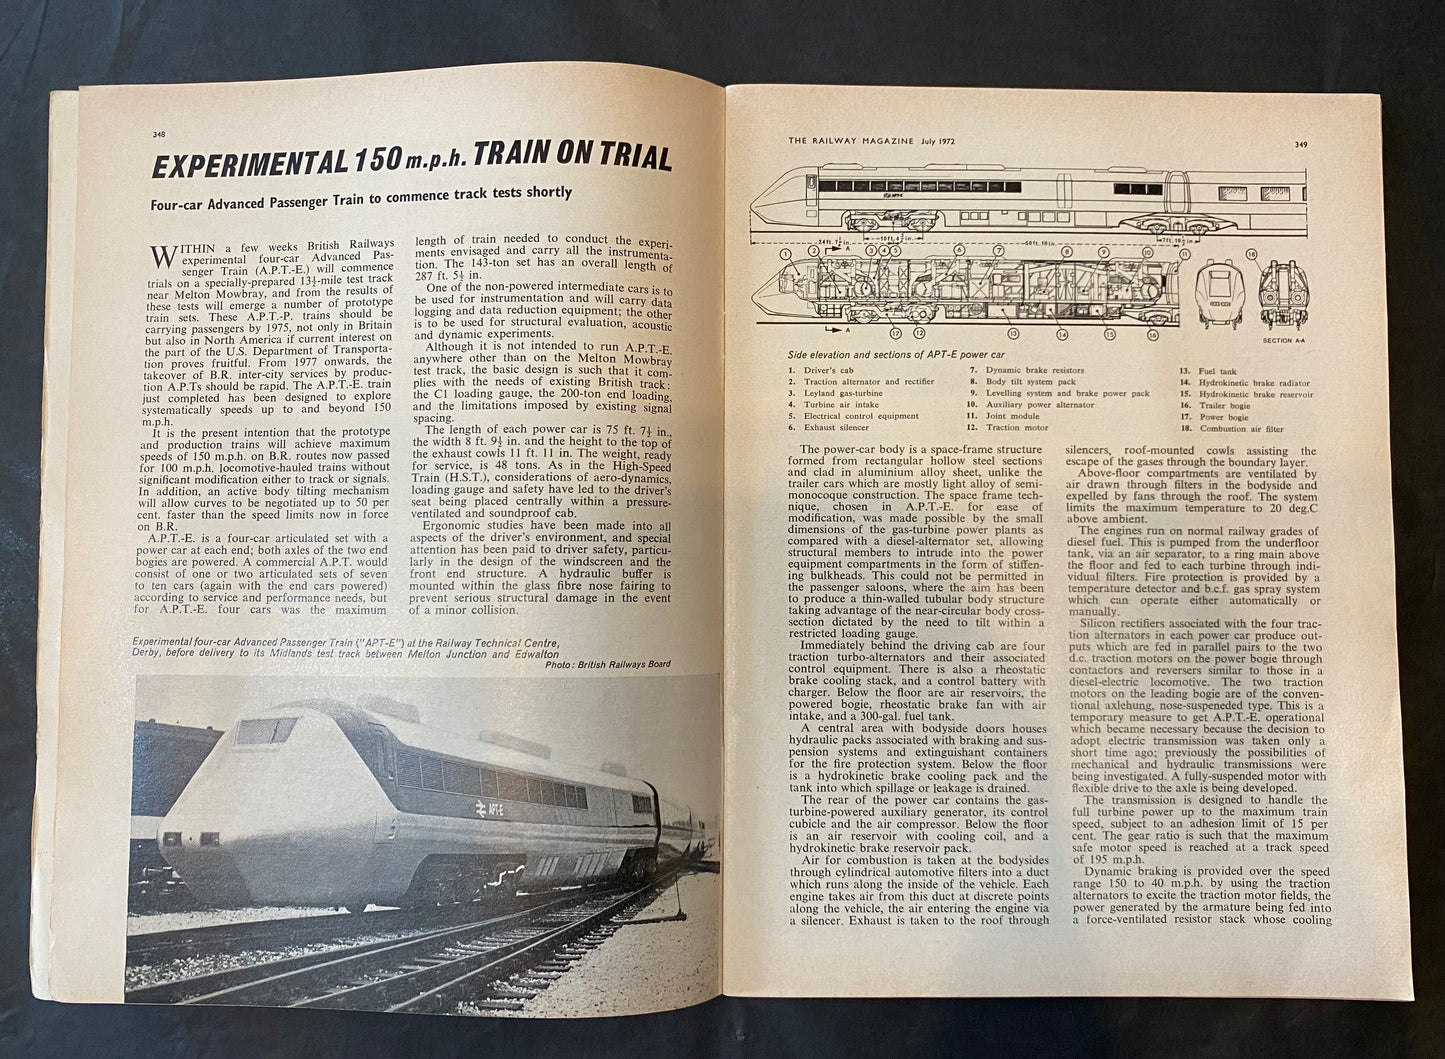 348
EXPERIMENTAL 150 m.p.h. TRAIN ON TRIAL
Four-car Advanced Passenger Train to commence track tests shortly
WITHIN a few weeks British Railways
experimental four-car Advanced Pas-
senger Train (A.P.T.-E.) will commence
trials on a specially-prepared 13½-mile test track
near Melton Mowbray, and from the results of
these tests will emerge a number of prototype
train sets. These A.P.T.-P. trains should be
carrying passengers by 1975, not only in Britain
but also in North America if current interest on
the part of the U.S. Department of Transporta-
tion proves fruitful. From 1977 onwards, the
takeover of B.R. inter-city services by produc-
tion A.P.Ts should be rapid. The A.P.T.-E. train
just completed has been designed to explore
systematically speeds up to and beyond 150
m.p.h.
It is the present intention that the prototype
and production trains will achieve maximum
speeds of 150 m.p.h. on B.R. routes now passed
for 100 m.p.h. locomotive-hauled trains without
significant modification either to track or signals.
In addition, an active body tilting mechanism
will allow curves to be negotiated up to 50 per
cent. faster than the speed limits now in force
on B.R.
A.P.T.-E. is a four-car articulated set with a
power car at each end; both axles of the two end
bogies are powered. A commercial A.P.T. would
consist of one or two articulated sets of seven
to ten cars (again with the end cars powered)
according to service and performance needs, but
for A.P.T.-E. four cars was the maximum
length of train needed to conduct the experi-
ments envisaged and carry all the instrumenta-
tion. The 143-ton set has an overall length of
287 ft. 5½ in.
One of the non-powered intermediate cars is to
be used for instrumentation and will carry data
logging and data reduction equipment; the other
is to be used for structural evaluation, acoustic
and dynamic experiments.
Although it is not intended to run A.P.T.-E.
anywhere other than on the Melton Mowbray
test track, the basic design is such that it com-
plies with the needs of existing British track:
the C1 loading gauge, the 200-ton end loading,
and the limitations imposed by existing signal
spacing.
The length of each power car is 75 ft. 7½ in.,
the width 8 ft. 9½ in. and the height to the top of
the exhaust cowls 11 ft. 11 in. The weight, ready
for service, is 48 tons. As in the High-Speed
Train (H.S.T.), considerations of aero-dynamics,
loading gauge and safety have led to the driver's
seat being placed centrally within a pressure-
ventilated and soundproof cab.
Ergonomic studies have been made into all
aspects of the driver's environment, and special
attention has been paid to driver safety, particu-
larly in the design of the windscreen and the
front end structure. A hydraulic buffer is
mounted within the glass fibre nose fairing to
prevent serious structural damage in the event
of a minor collision.
Experimental four-car Advanced Passenger Train ("APT-E") at the Railway Technical Centre,
Derby, before delivery to its Midlands test track between Melton Junction and Edwalton
Photo: British Railways Board
APT-E
THE RAILWAY MAGAZINE July 1972
349
24ft. 7½in.
10ft. 4½in.
50ft. 10in.
7ft. 10½in.
A
1
2
3
4
5
6
7
8
9
10
11
18
17
12
13
14
15
16
A
SECTION A-A
Side elevation and sections of APT-E power car
1. Driver's cab
2. Traction alternator and rectifier
3. Leyland gas-turbine
4. Turbine air intake
5. Electrical control equipment
6. Exhaust silencer
7. Dynamic brake resistors
8. Body tilt system pack
9. Levelling system and brake power pack
10. Auxiliary power alternator
11. Joint module
12. Traction motor
13. Fuel tank
14. Hydrokinetic brake radiator
15. Hydrokinetic brake reservoir
16. Trailer bogie
17. Power bogie
18. Combustion air filter
The power-car body is a space-frame structure
formed from rectangular hollow steel sections
and clad in aluminium alloy sheet, unlike the
trailer cars which are mostly light alloy of semi-
monocoque construction. The space frame tech-
nique, chosen in A.P.T.-E. for ease of
modification, was made possible by the small
dimensions of the gas-turbine power plants as
compared with a diesel-alternator set, allowing
structural members to intrude into the power
equipment compartments in the form of stiffen-
ing bulkheads. This could not be permitted in
the passenger saloons, where the aim has been
to produce a thin-walled tubular body structure
taking advantage of the near-circular body cross-
section dictated by the need to tilt within a
restricted loading gauge.
Immediately behind the driving cab are four
traction turbo-alternators and their associated
control equipment. There is also a rheostatic
brake cooling stack, and a control battery with
charger. Below the floor are air reservoirs, the
powered bogie, rheostatic brake fan with air
intake, and a 300-gal. fuel tank.
A central area with bodyside doors houses
hydraulic packs associated with braking and sus-
pension systems and extinguishant containers
for the fire protection system. Below the floor
is a hydrokinetic brake cooling pack and the
tank into which spillage or leakage is drained.
The rear of the power car contains the gas-
turbine-powered auxiliary generator, its control
cubicle and the air compressor. Below the floor
is an air reservoir with cooling coil, and a
hydrokinetic brake reservoir pack.
Air for combustion is taken at the bodysides
through cylindrical automotive filters into a duct
which runs along the inside of the vehicle. Each
engine takes air from this duct at discrete points
along the vehicle, the air entering the engine via
a silencer. Exhaust is taken to the roof through
silencers, roof-mounted cowls assisting the
escape of the gases through the boundary layer.
Above-floor compartments are ventilated by
air drawn through filters in the bodyside and
expelled by fans through the roof. The system
limits the maximum temperature to 20 deg.C
above ambient.
The engines run on normal railway grades of
diesel fuel. This is pumped from the underfloor
tank, via an air separator, to a ring main above
the floor and fed to each turbine through indi-
vidual filters. Fire protection is provided by a
temperature detector and b.c.f. gas spray system
which can operate either automatically or
manually.
Silicon rectifiers associated with the four trac-
tion alternators in each power car produce out-
puts which are fed in parallel pairs to the two
d.c. traction motors on the power bogie through
contactors and reversers similar to those in a
diesel-electric locomotive. The two traction
motors on the leading bogie are of the conven-
tional axlehung, nose-suspeneded type. This is a
temporary measure to get A.P.T.-E. operational
which became necessary because the decision to
adopt electric transmission was taken only a
short time ago; previously the possibilities of
mechanical and hydraulic transmissions were
being investigated. A fully-suspended motor with
flexible drive to the axle is being developed.
The transmission is designed to handle the
full turbine power up to the maximum train
speed, subject to an adhesion limit of 15 per
cent. The gear ratio is such that the maximum
safe motor speed is reached at a track speed
of 195 m.p.h.
Dynamic braking is provided over the speed
range 150 to 40 m.p.h. by using the traction
alternators to excite the traction motor fields, the
power generated by the armature being fed into
a force-ventilated resistor stack whose cooling